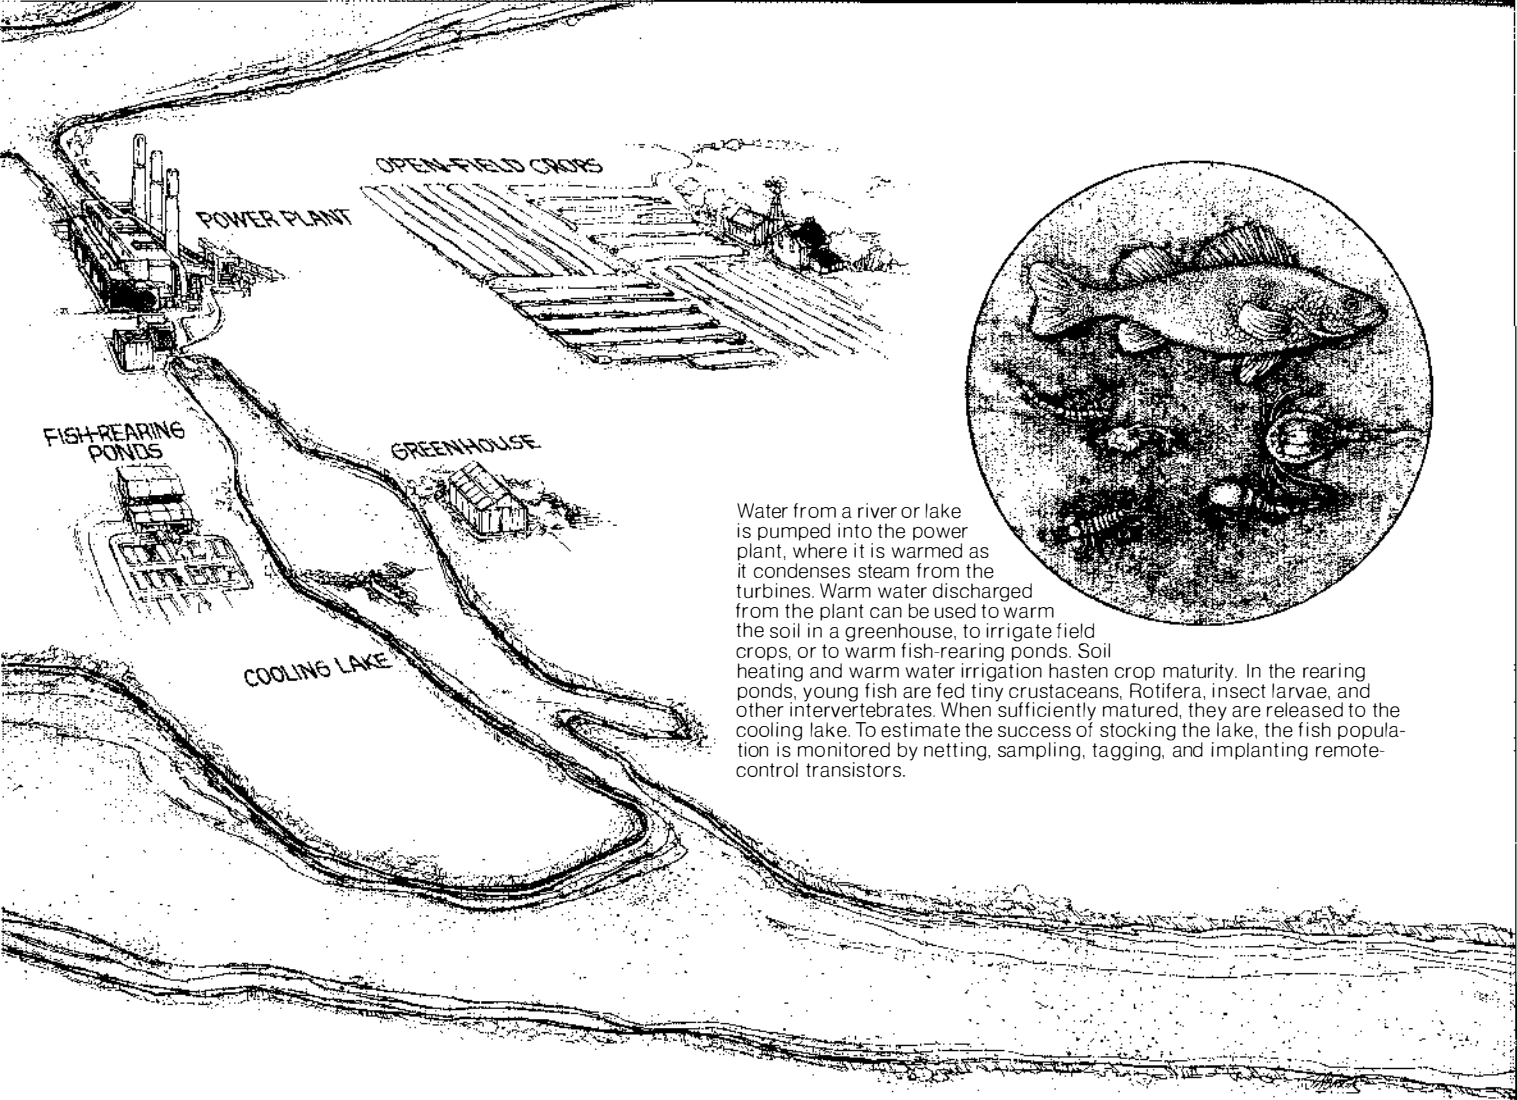 OPEN-FIELD CROPS
POWER PLANT
FISH-REARING
PONDS
GREENHOUSE
COOLING LAKE
Water from a river or lake
is pumped into the power
plant, where it is warmed as
it condenses steam from the
turbines. Warm water discharged
from the plant can be used to warm
the soil in a greenhouse, to irrigate field
crops, or to warm fish-rearing ponds. Soil
heating and warm water irrigation hasten crop maturity. In the rearing
ponds, young fish are fed tiny crustaceans, Rotifera, insect larvae, and
other intervertebrates. When sufficiently matured, they are released to the
cooling lake. To estimate the success of stocking the lake, the fish popula-
tion is monitored by netting, sampling, tagging, and implanting remote-
control transistors.